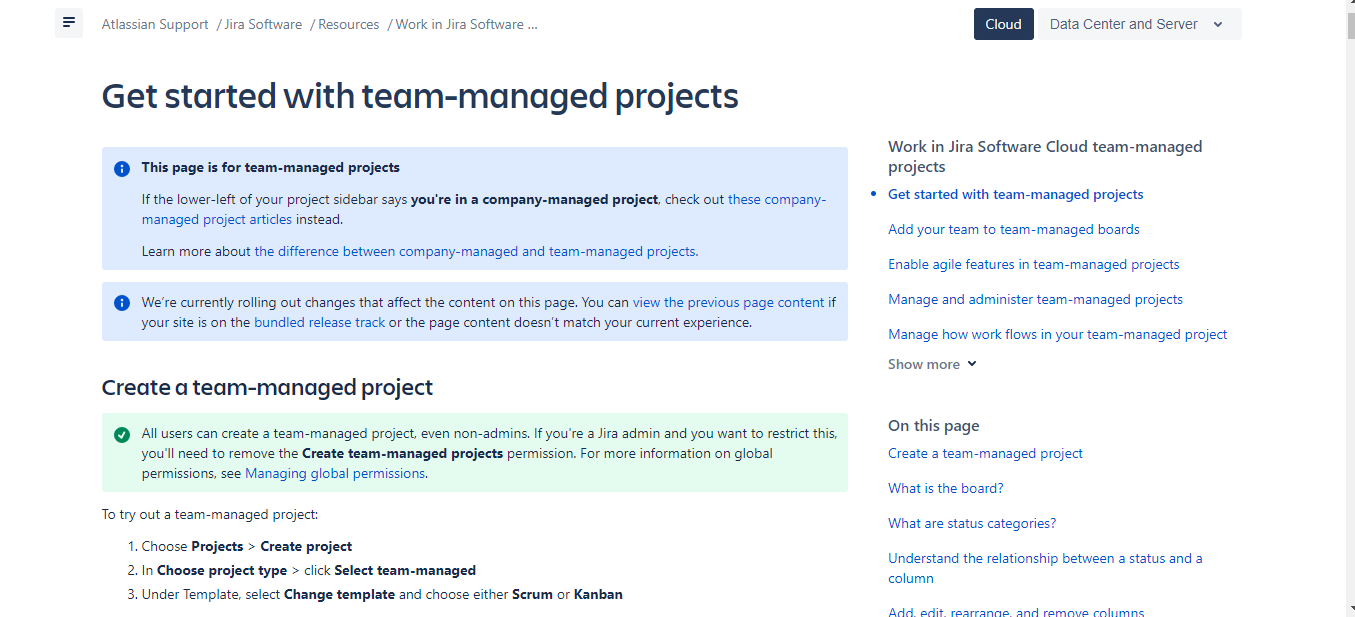 Atlassian Support / Jira Software / Resources / Work in Jira Software ...
Cloud
Data Center and Server
Get started with team-managed projects
This page is for team-managed projects
If the lower-left of your project sidebar says you're in a company-managed project, check out these company-
managed project articles instead.
Learn more about the difference between company-managed and team-managed projects.
We're currently rolling out changes that affect the content on this page. You can view the previous page content if
your site is on the bundled release track or the page content doesn't match your current experience.
Create a team-managed project
All users can create a team-managed project, even non-admins. If you're a Jira admin and you want to restrict this,
you'll need to remove the Create team-managed projects permission. For more information on global
permissions, see Managing global permissions.
To try out a team-managed project:
1. Choose Projects > Create project
2. In Choose project type > click Select team-managed
3. Under Template, select Change template and choose either Scrum or Kanban
Work in Jira Software Cloud team-managed
projects
Get started with team-managed projects
Add your team to team-managed boards
Enable agile features in team-managed projects
Manage and administer team-managed projects
Manage how work flows in your team-managed project
Show more
On this page
Create a team-managed project
What is the board?
What are status categories?
Understand the relationship between a status and a
column
Add, edit, rearrange, and remove columns